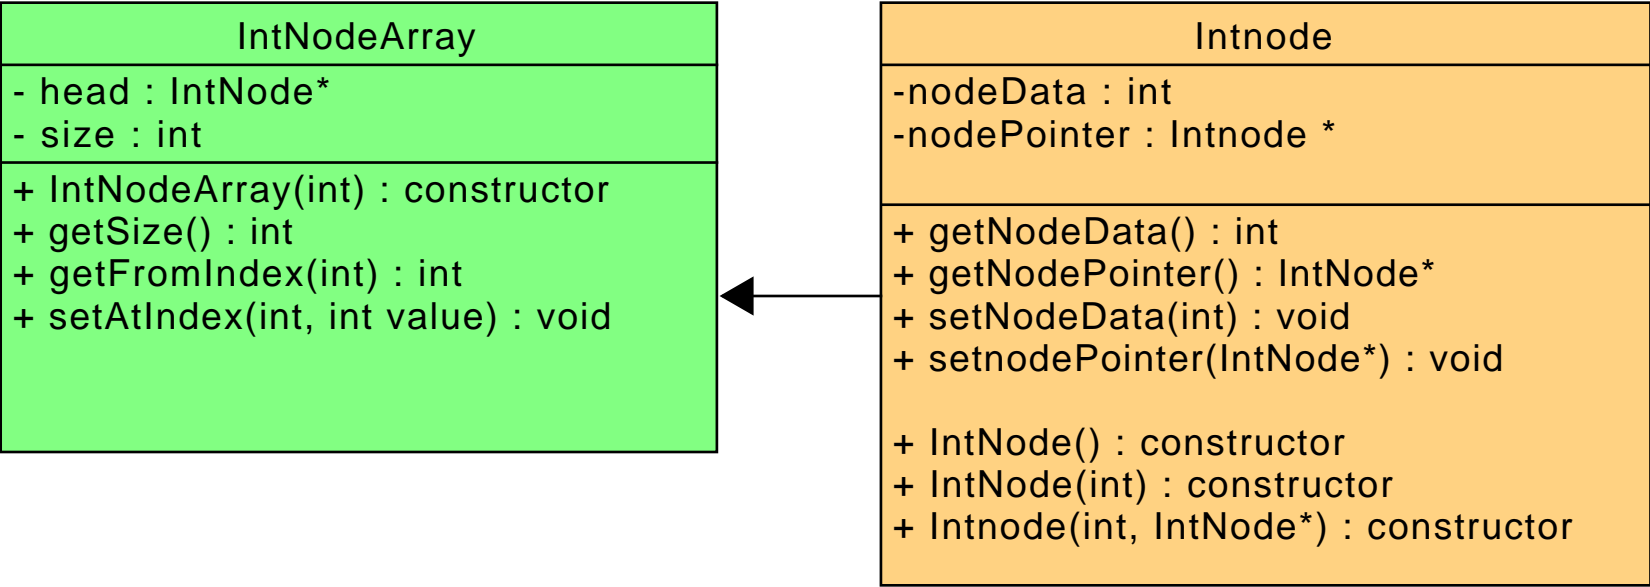 IntNodeArray
- head : IntNode*
- size : int
+ IntNodeArray(int) : constructor
+ getSize() : int
+ getFromIndex(int) : int
+ setAtIndex(int, int value) : void
Intnode
-nodeData : int
-nodePointer : Intnode *
+ getNodeData() : int
+ getNodePointer() : IntNode*
+ setNodeData(int) : void
+ setnodePointer(IntNode*) : void
+ IntNode() : constructor
+ IntNode(int) : constructor
+ Intnode(int, IntNode*) : constructor